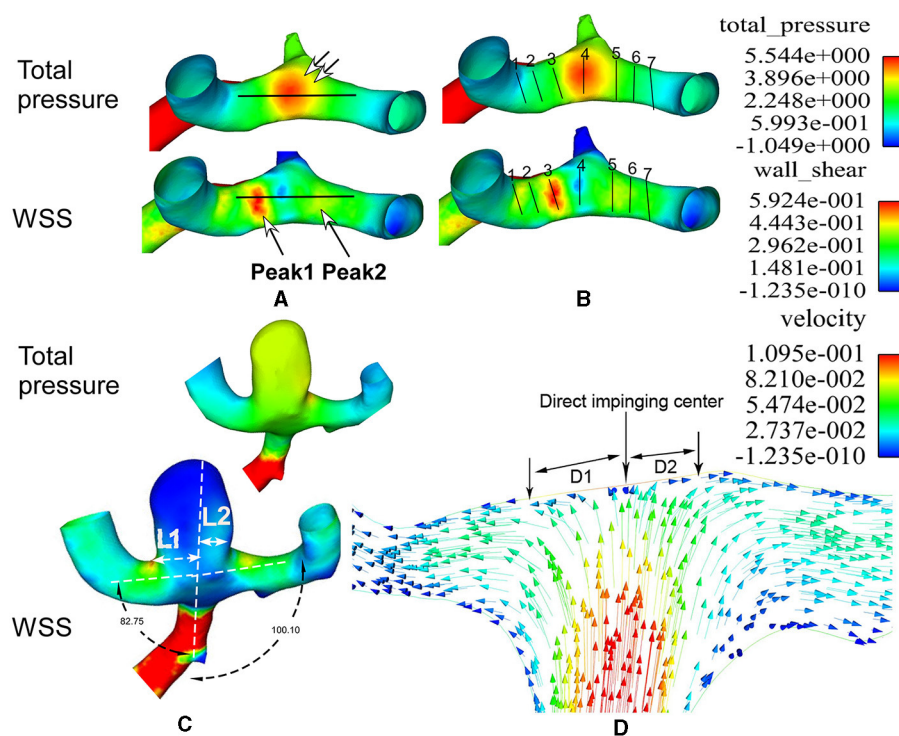 Total
pressure
WSS
Peak1 Peak2
A
1 2 3 4 5 6 7
1 2 3 4 5 6 7
B
total_pressure
5.544e+000
3.896e+000
2.248e+000
5.993e-001
-1.049e+000
wall_shear
5.924e-001
4.443e-001
2.962e-001
1.481e-001
-1.235e-010
velocity
1.095e-001
8.210e-002
5.474e-002
2.737e-002
-1.235e-010
Total
pressure
WSS
L1 L2
82.75
100.10
C
Direct impinging center
D1 D2
D